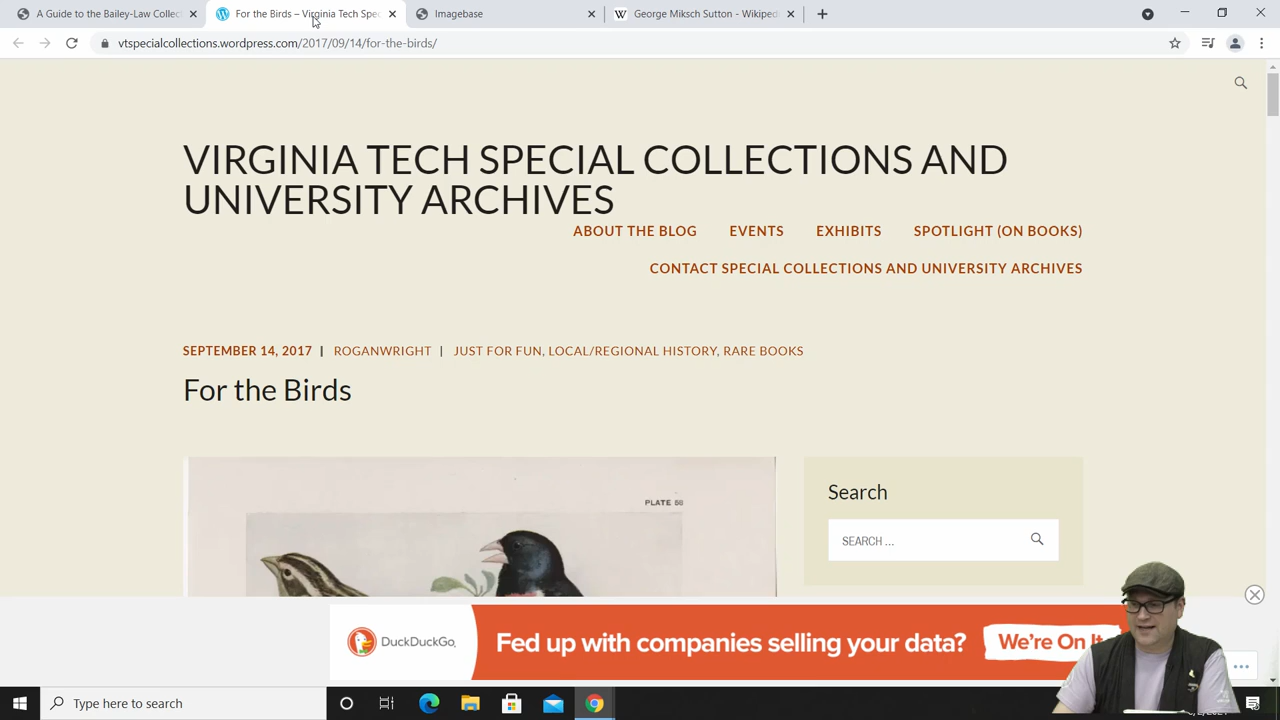 A Guide to the Bailey-Law Collect
For the Birds – Virginia Tech Spec
Imagebase
George Miksch Sutton - Wikiped
vtspecialcollections.wordpress.com/2017/09/14/for-the-birds/
VIRGINIA TECH SPECIAL COLLECTIONS AND
UNIVERSITY ARCHIVES
ABOUT THE BLOG EVENTS EXHIBITS SPOTLIGHT (ON BOOKS)
CONTACT SPECIAL COLLECTIONS AND UNIVERSITY ARCHIVES
SEPTEMBER 14, 2017 | ROGANWRIGHT | JUST FOR FUN, LOCAL/REGIONAL HISTORY, RARE BOOKS
For the Birds
PLATE 58
Search
SEARCH ...
DuckDuckGo.
Fed up with companies selling your data?
We're On It
Type here to search